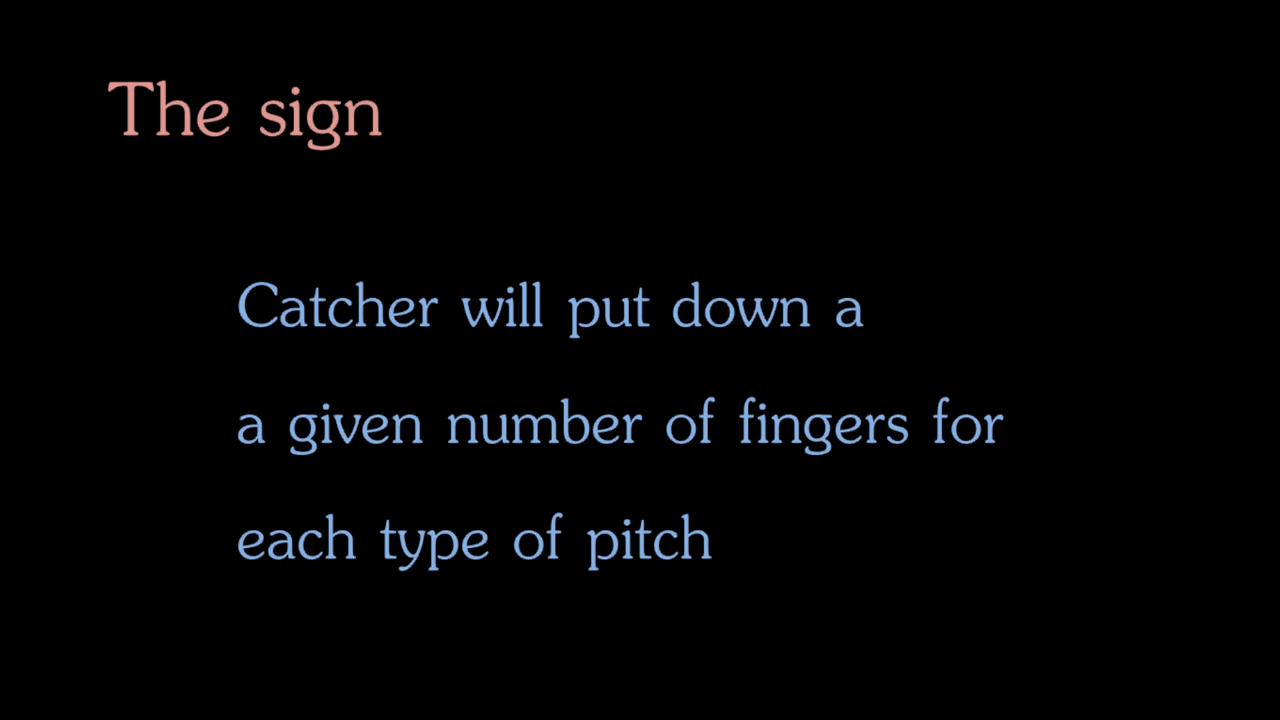 The sign
Catcher will put down a
a given number of fingers for
each type of pitch